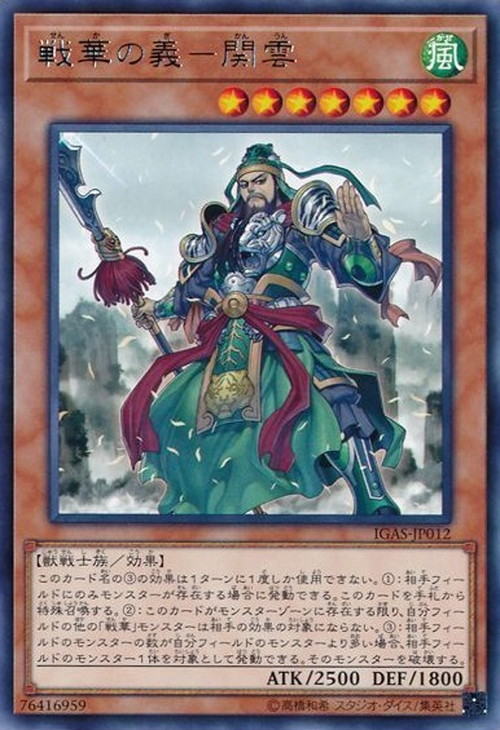 戦華の義－関雲
風
IGAS-JP012
【獣戦士族／効果】
このカード名の③の効果は１ターンに１度しか使用できない。①：相手フィー
ルドにのみモンスターが存在する場合に発動できる。このカードを手札から
特殊召喚する。②：このカードがモンスターゾーンに存在する限り、自分フィー
ルドの他の「戦華」モンスターは相手の効果の対象にならない。③：相手フィー
ルドのモンスターの数が自分フィールドのモンスターより多い場合、相手フィー
ルドのモンスター１体を対象として発動できる。そのモンスターを破壊する。
ATK/2500 DEF/1800
76416959
©高橋和希 スタジオ・ダイス/集英社